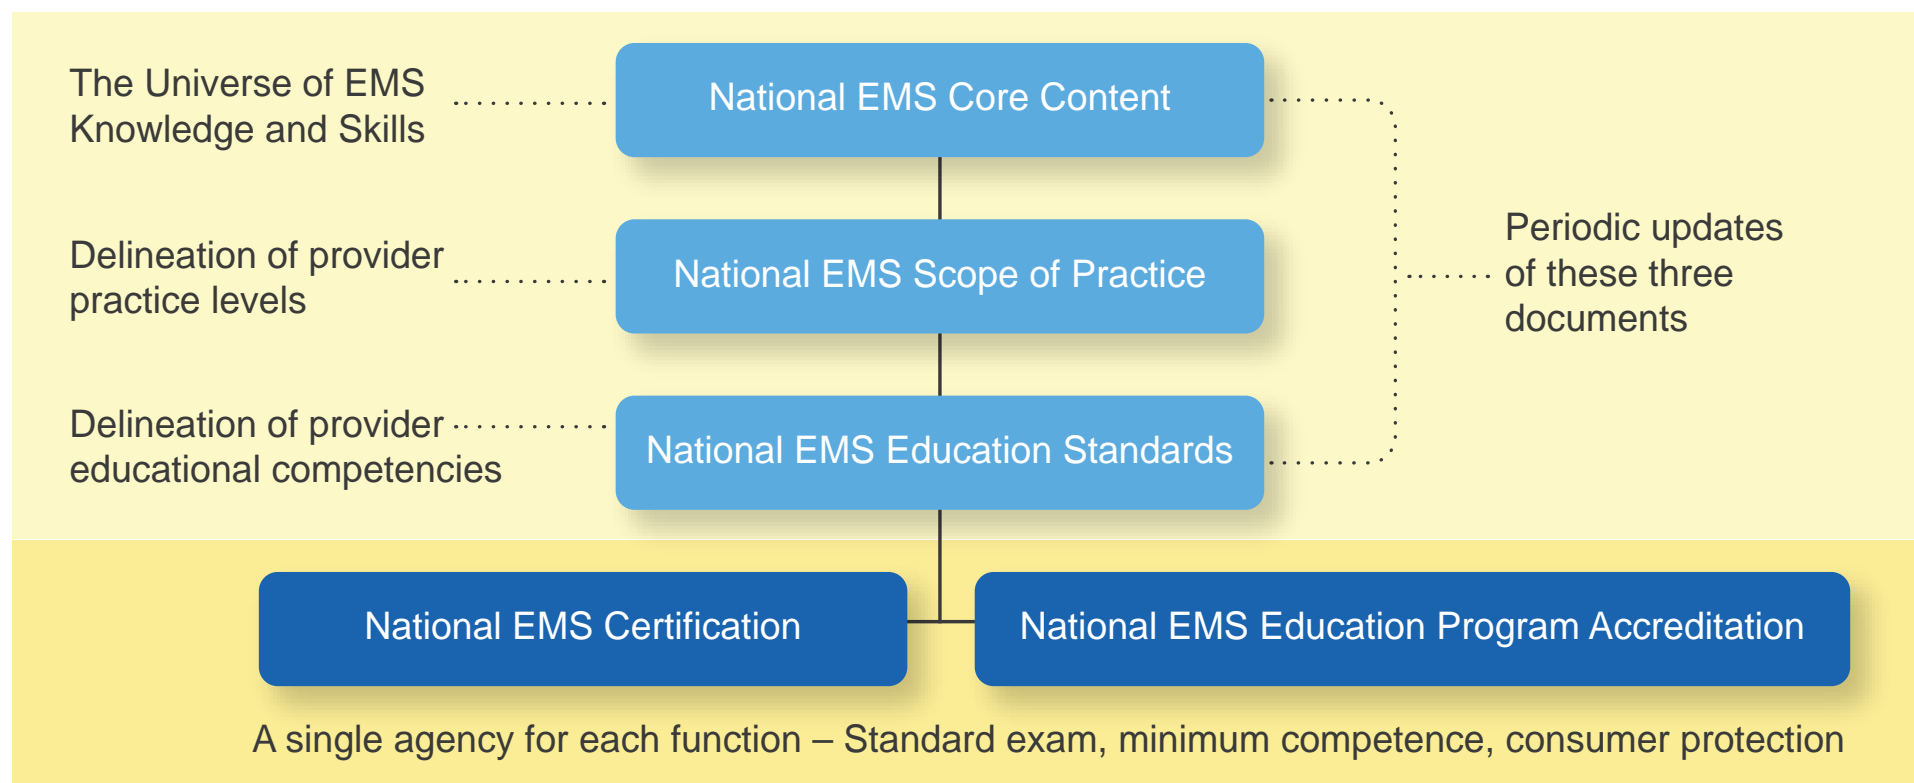 The Universe of EMS
Knowledge and Skills
National EMS Core Content
Delineation of provider
practice levels
National EMS Scope of Practice
Periodic updates
of these three
documents
Delineation of provider
educational competencies
National EMS Education Standards
National EMS Certification
National EMS Education Program Accreditation
A single agency for each function – Standard exam, minimum competence, consumer protection